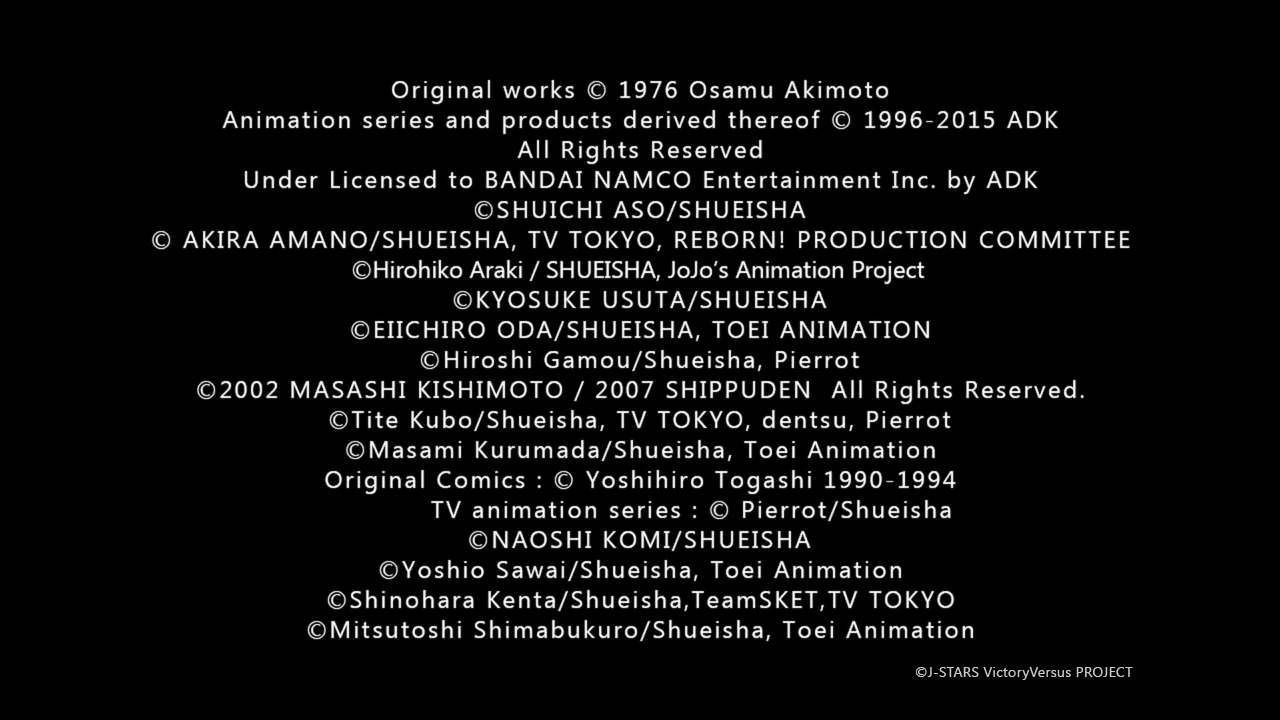 Original works © 1976 Osamu Akimoto
Animation series and products derived thereof © 1996-2015 ADK
All Rights Reserved
Under Licensed to BANDAI NAMCO Entertainment Inc. by ADK
©SHUICHI ASO/SHUEISHA
© AKIRA AMANO/SHUEISHA, TV TOKYO, REBORN! PRODUCTION COMMITTEE
©Hirohiko Araki / SHUEISHA, JoJo's Animation Project
©KYOSUKE USUTA/SHUEISHA
©EIICHIRO ODA/SHUEISHA, TOEI ANIMATION
©Hiroshi Gamou/Shueisha, Pierrot
©2002 MASASHI KISHIMOTO / 2007 SHIPPUDEN  All Rights Reserved.
©Tite Kubo/Shueisha, TV TOKYO, dentsu, Pierrot
©Masami Kurumada/Shueisha, Toei Animation
Original Comics : © Yoshihiro Togashi 1990-1994
TV animation series : © Pierrot/Shueisha
©NAOSHI KOMI/SHUEISHA
©Yoshio Sawai/Shueisha, Toei Animation
©Shinohara Kenta/Shueisha,TeamSKET,TV TOKYO
©Mitsutoshi Shimabukuro/Shueisha, Toei Animation
©J-STARS VictoryVersus PROJECT